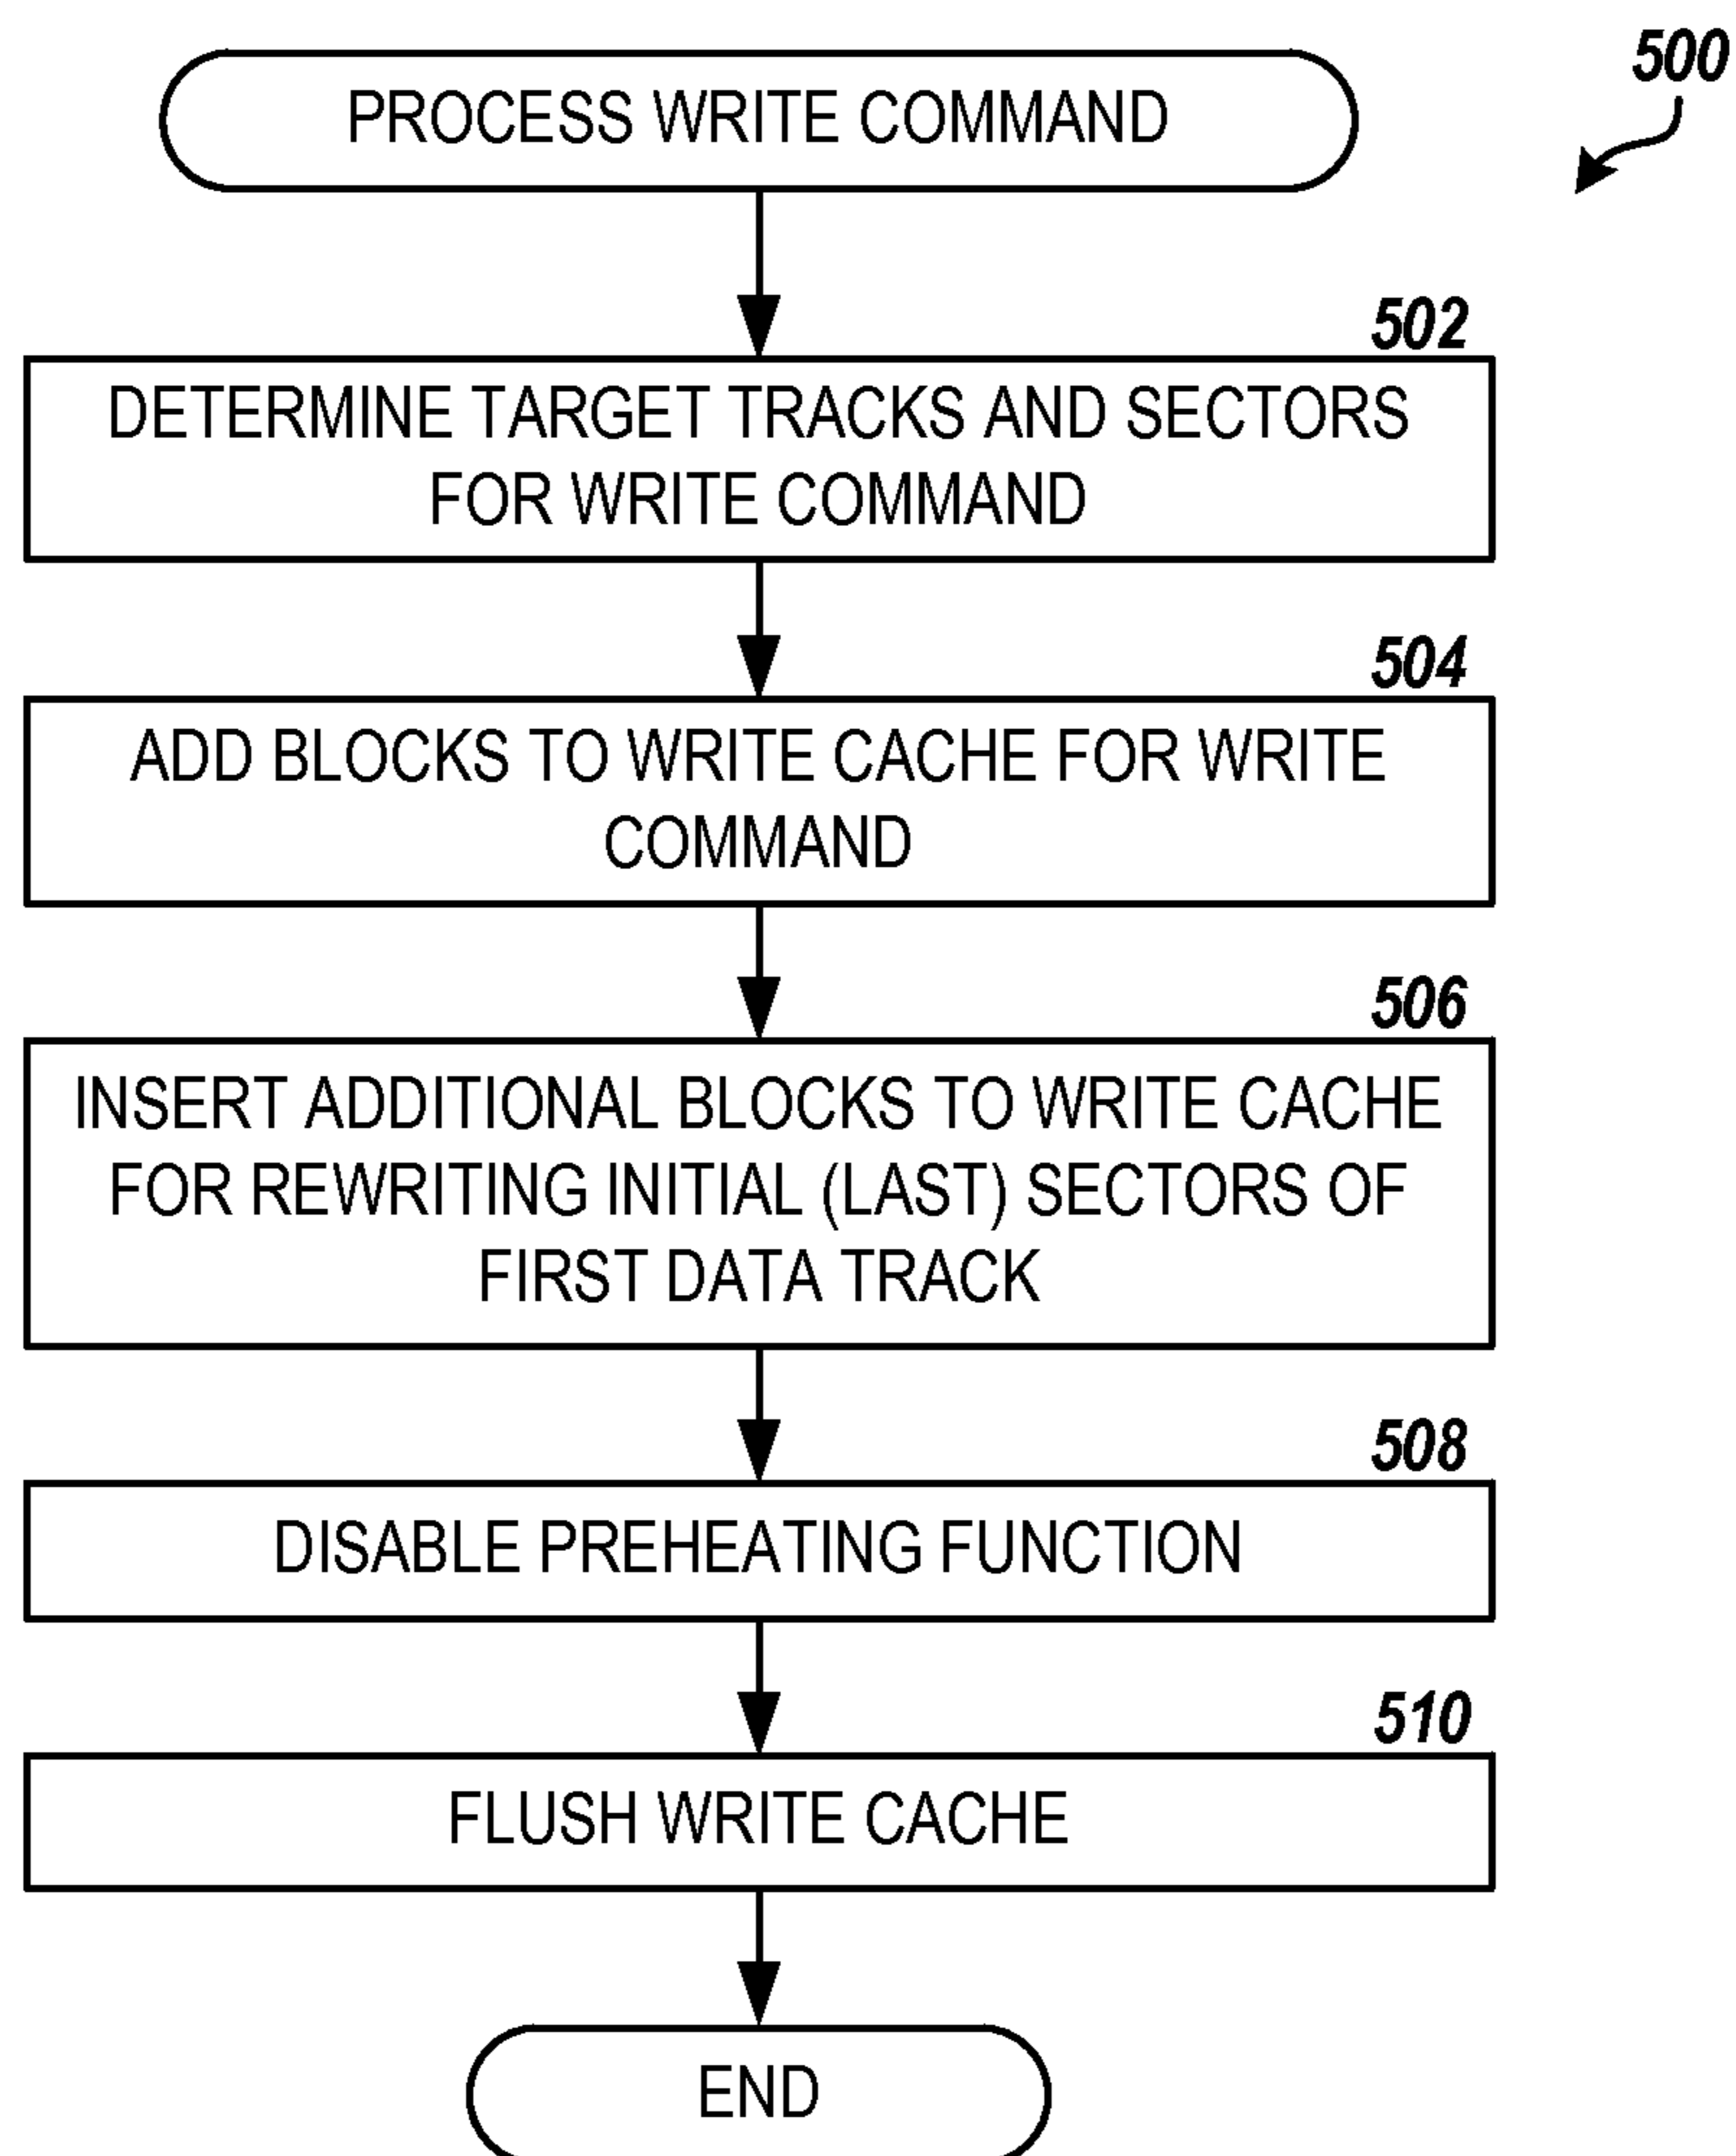 500
PROCESS WRITE COMMAND
502
DETERMINE TARGET TRACKS AND SECTORS
FOR WRITE COMMAND
504
ADD BLOCKS TO WRITE CACHE FOR WRITE
COMMAND
506
INSERT ADDITIONAL BLOCKS TO WRITE CACHE
FOR REWRITING INITIAL (LAST) SECTORS OF
FIRST DATA TRACK
508
DISABLE PREHEATING FUNCTION
510
FLUSH WRITE CACHE
END